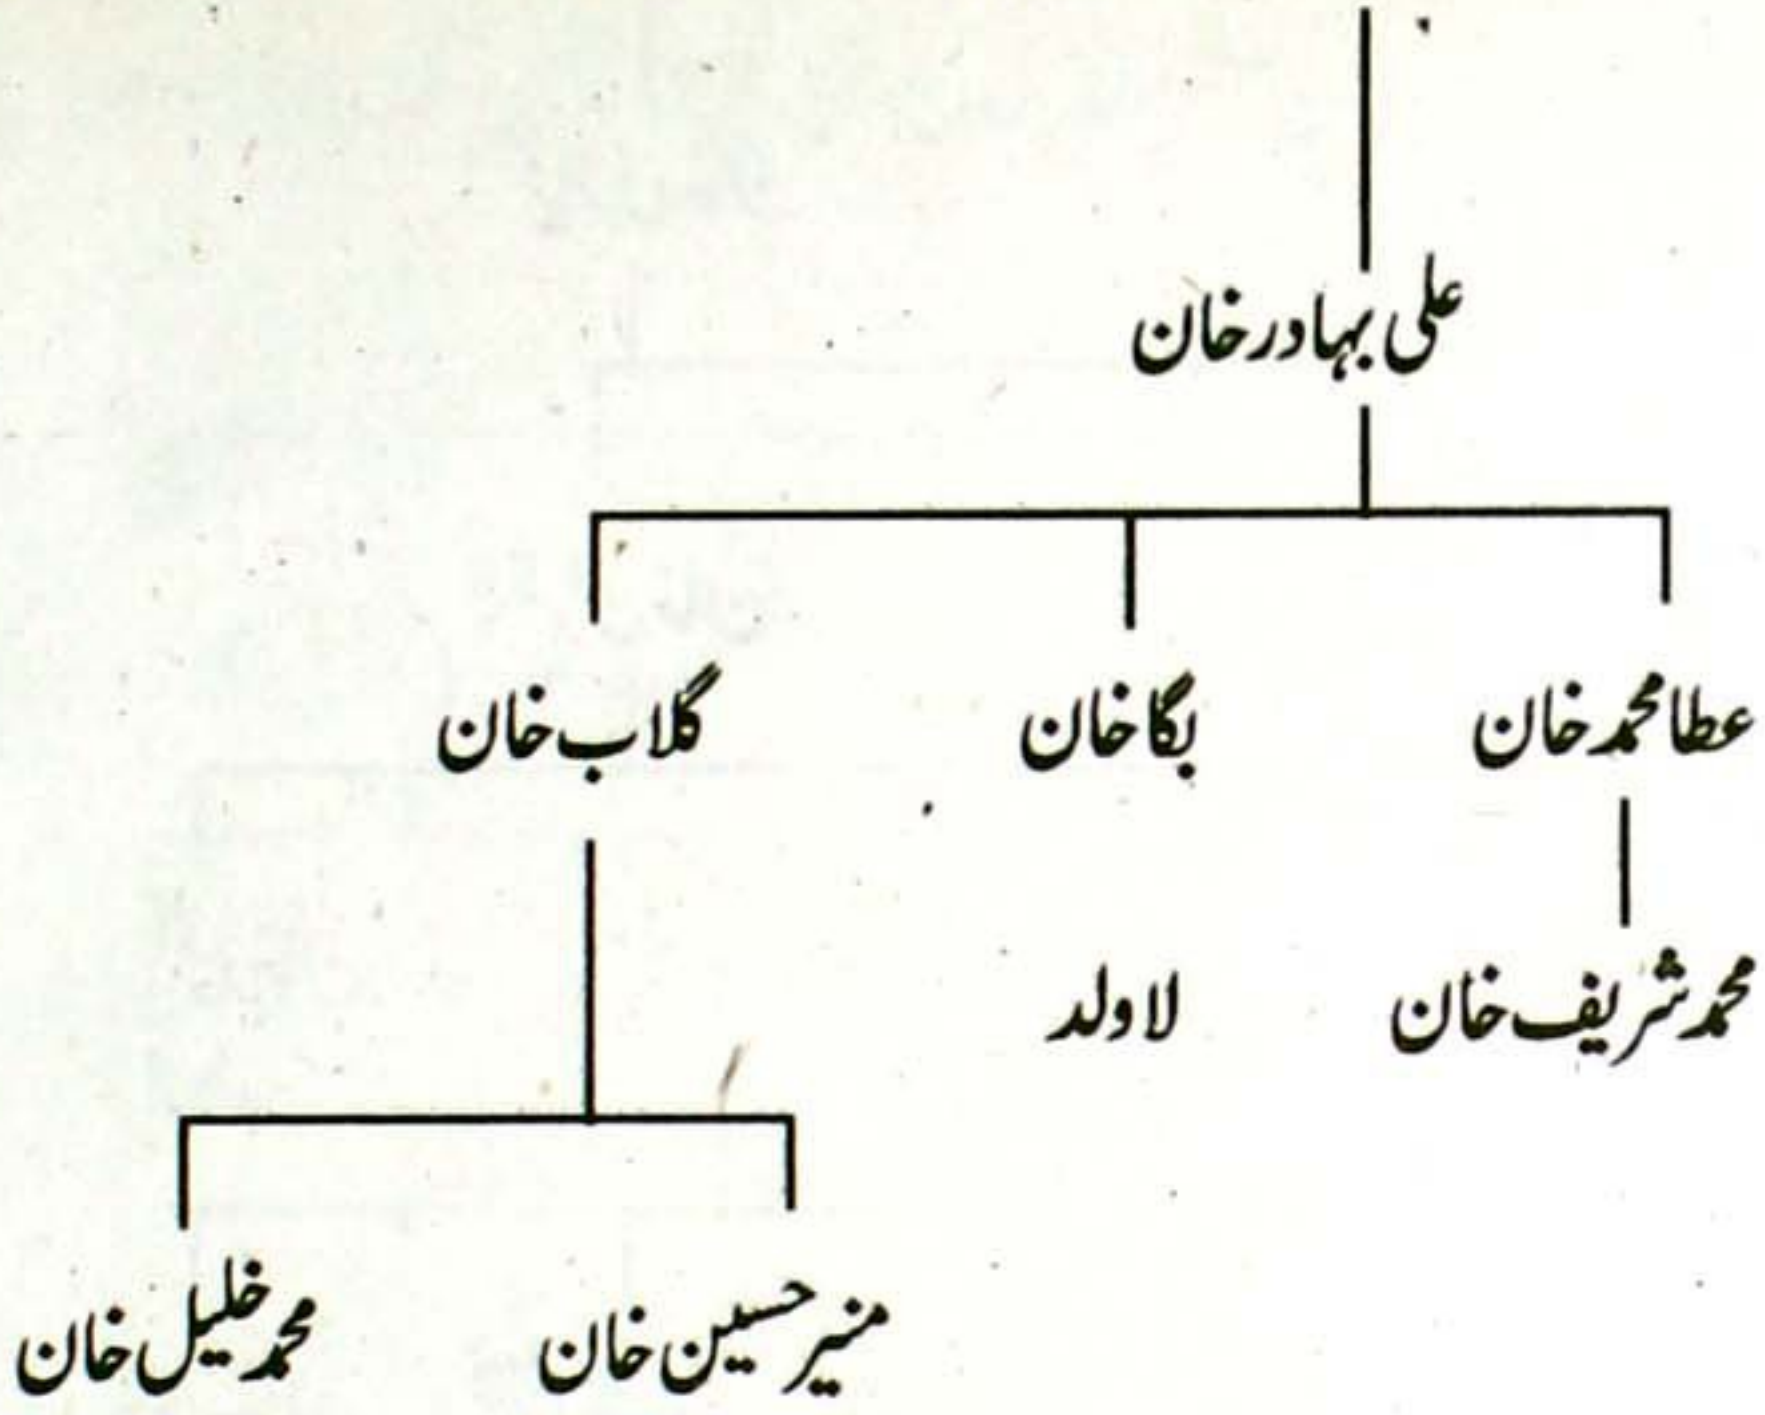 علی بہادر خان
عطا محمد خان
بگا خان
گلاب خان
محمد شریف خان
لاولد
منیر حسین خان
محمد خلیل خان